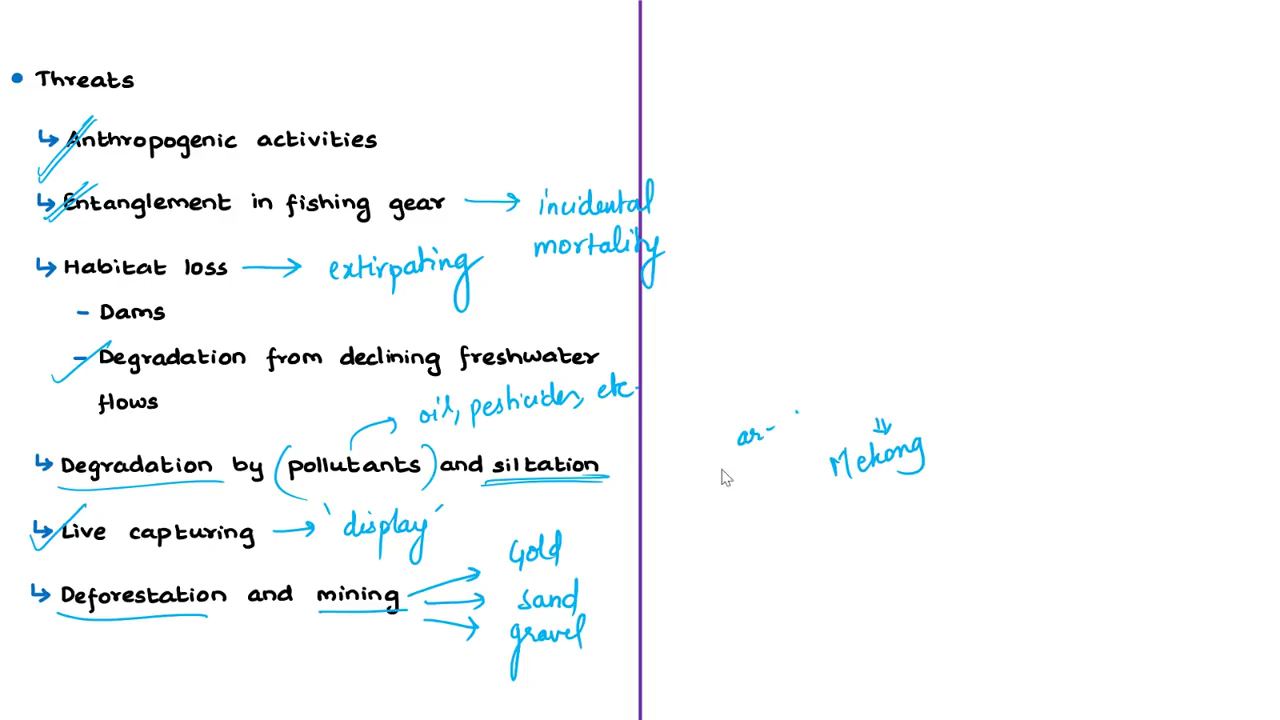 • Threats
↳ Anthropogenic activities
↳ Entanglement in fishing gear → incidental
mortality
↳ Habitat loss → extirpating
- Dams
- Degradation from declining freshwater
flows
oil, pesticides, etc.
↳ Degradation by (pollutants) and siltation
↳ Live capturing → 'display'
↳ Deforestation and mining → Gold
→ sand
→ gravel
ar-
Mekong